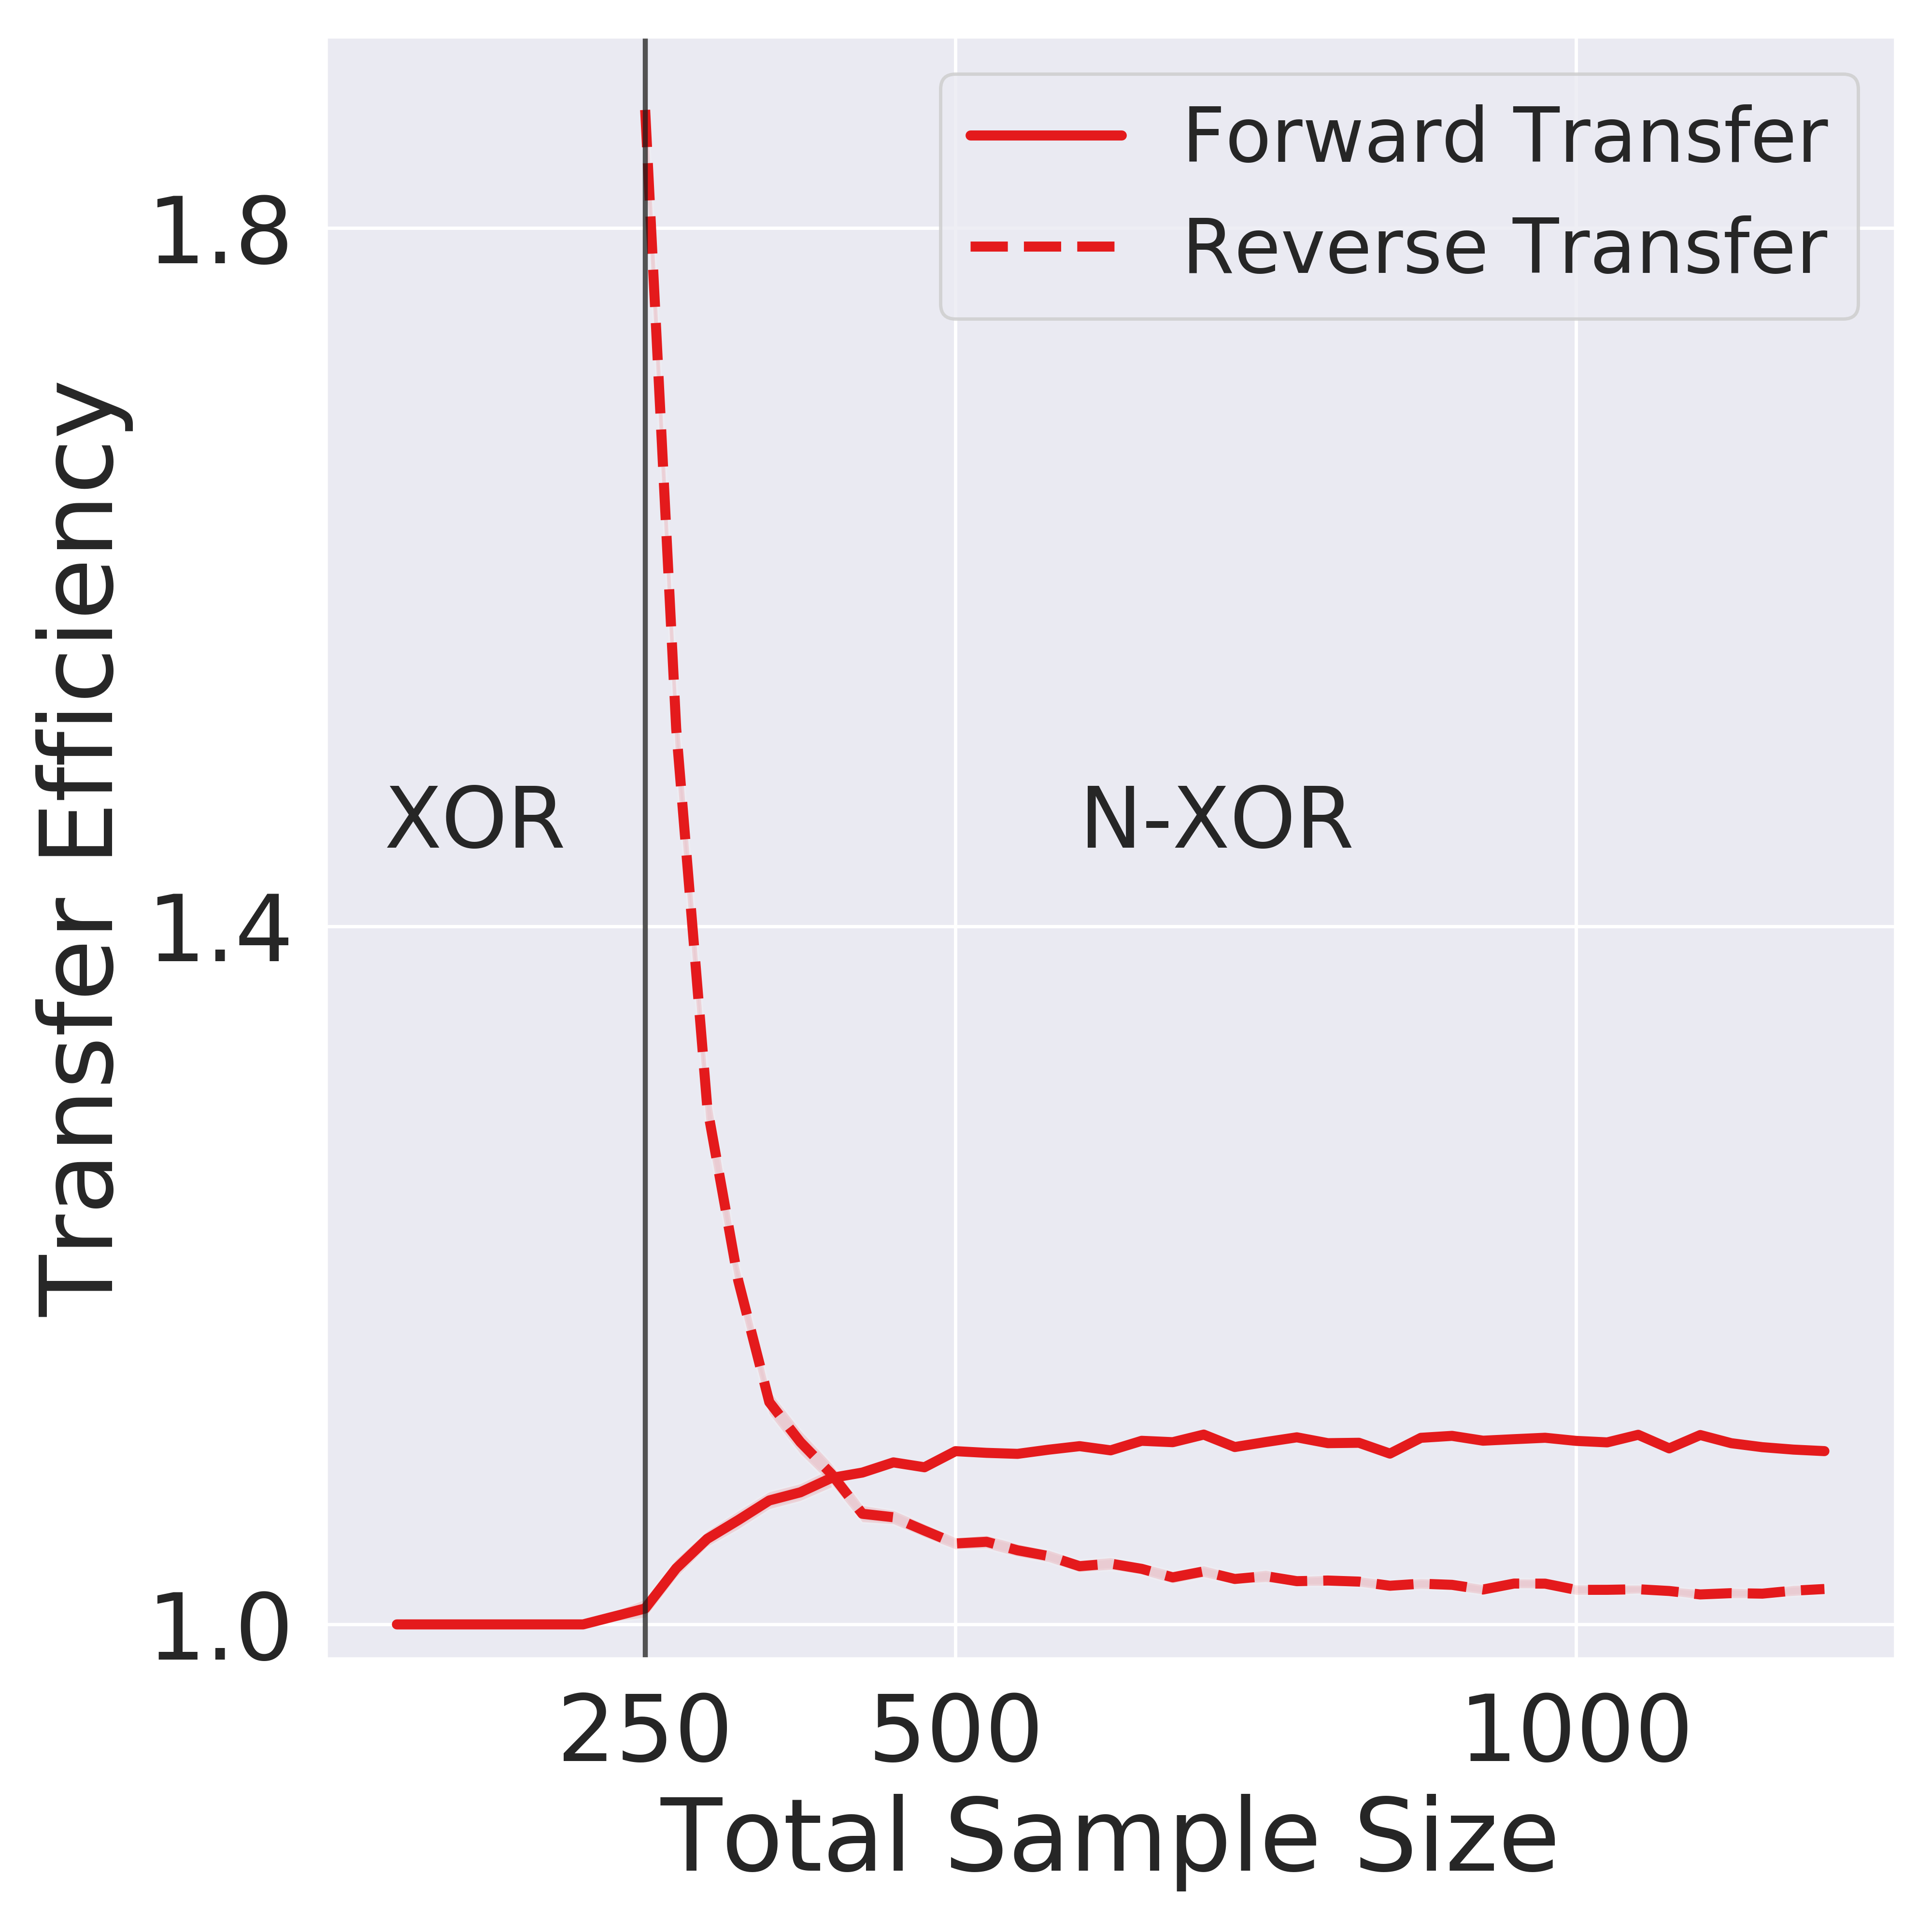 Forward Transfer
Reverse Transfer
1.8
1.4
1.0
Transfer Efficiency
XOR
N-XOR
250
500
1000
Total Sample Size